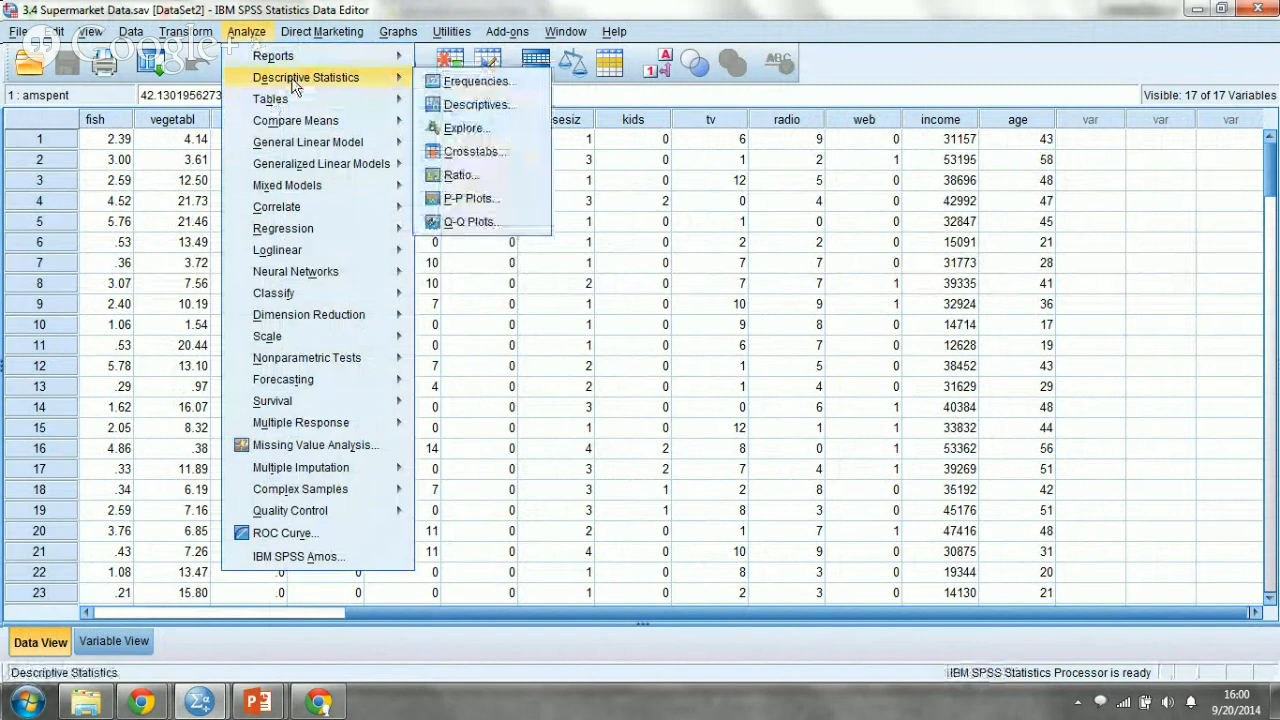 3.4 Supermarket Data.sav [DataSet2] - IBM SPSS Statistics Data Editor
File Edit View Data Transform Analyze Direct Marketing Graphs Utilities Add-ons Window Help
Google+
1 : amspent 42.1301956273 Visible: 17 of 17 Variables
Reports
Descriptive Statistics
Tables
Compare Means
General Linear Model
Generalized Linear Models
Mixed Models
Correlate
Regression
Loglinear
Neural Networks
Classify
Dimension Reduction
Scale
Nonparametric Tests
Forecasting
Survival
Multiple Response
Missing Value Analysis...
Multiple Imputation
Complex Samples
Quality Control
ROC Curve...
IBM SPSS Amos...
Frequencies...
Descriptives...
Explore...
Crosstabs...
Ratio...
P-P Plots...
Q-Q Plots...
fish vegetabl sesiz kids tv radio web income age var var var
1 2.39 4.14 1 0 6 9 0 31157 43
2 3.00 3.61 3 0 1 2 1 53195 58
3 2.59 12.50 1 0 12 5 0 38696 48
4 4.52 21.73 3 2 0 4 0 42992 47
5 5.76 21.46 1 0 1 0 0 32847 45
6 .53 13.49 0 0 1 0 2 2 0 15091 21
7 .36 3.72 10 0 1 0 7 7 0 31773 28
8 3.07 7.56 10 0 2 0 7 7 0 39335 41
9 2.40 10.19 7 0 1 0 10 9 1 32924 36
10 1.06 1.54 0 0 1 0 9 8 0 14714 17
11 .53 20.44 0 0 1 0 6 7 0 12628 19
12 5.78 13.10 7 0 2 0 1 5 0 38452 43
13 .29 .97 4 0 2 0 1 4 0 31629 29
14 1.62 16.07 0 0 3 0 0 6 1 40384 48
15 2.05 8.32 0 0 1 0 12 1 1 33832 44
16 4.86 .38 14 0 4 2 8 0 1 53362 56
17 .33 11.89 0 0 3 2 7 4 1 39269 51
18 .34 6.19 7 0 3 1 2 8 0 35192 42
19 2.59 7.16 0 0 3 1 8 3 0 45176 51
20 3.76 6.85 11 0 2 0 1 7 1 47416 48
21 .43 7.26 11 0 4 0 10 9 0 30875 31
22 1.08 13.47 .0 0 0 0 1 0 8 3 0 19344 20
23 .21 15.80 .0 0 0 0 1 0 2 3 0 14130 21
Data View Variable View
Descriptive Statistics IBM SPSS Statistics Processor is ready
16:00
9/20/2014